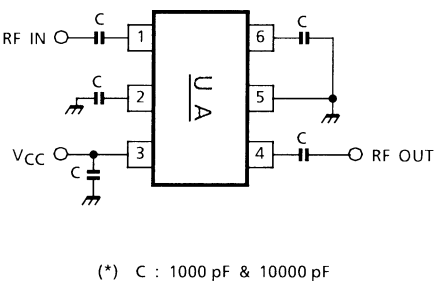 C
C
RF IN
1
6
C
2
5
U A
C
VCC
3
4
RF OUT
C
(*) C : 1000 pF & 10000 pF